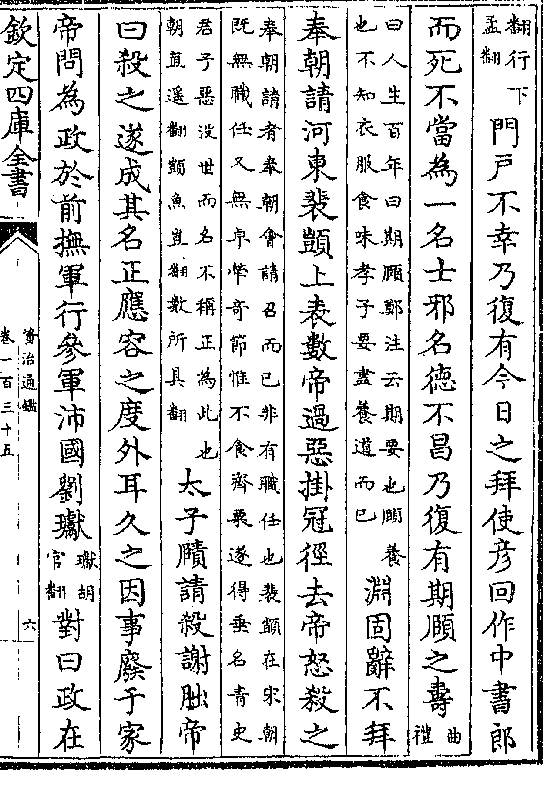 翻行下
孟翻
門戸不幸乃復有今日之拜使彦回作中書郎
而死不當為一名士邪名德不昌乃復有期頥之壽
曲
禮
曰人生百年曰期頥鄭注云期要也頥養
也不知衣服食味孝子要盡養道而已
淵固辭不拜
奉朝請河東裴顗上表數帝過惡掛冠徑去帝怒殺之
奉朝請者奉朝會請召而已非有職任也裴顗在宋朝
既無職任又無卓犖奇節惟不食齊粟遂得垂名青史
君子惡没世而名不稱正為此也
朝直遥翻顗魚豈翻數所具翻
太子賾請殺謝朏帝
曰殺之遂成其名正應容之度外耳久之因事廢于家
帝問為政於前撫軍行參軍沛國劉瓛
瓛胡
官翻
對曰政在
欽定四庫全書
資治通鑑
卷一百三十五
六